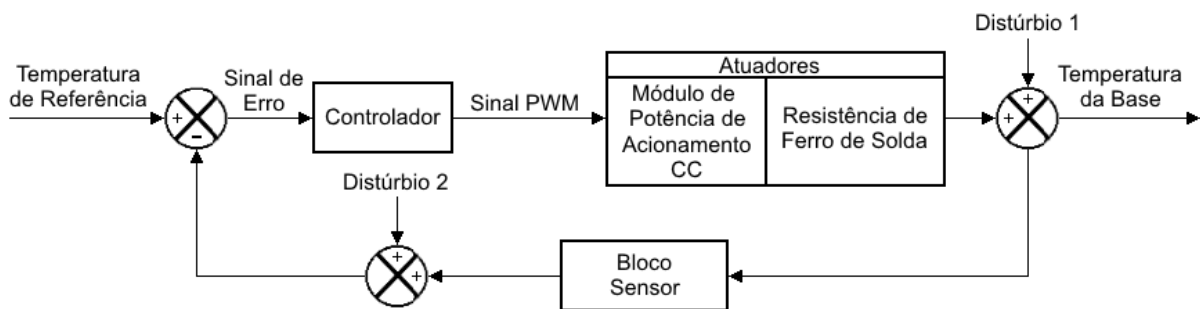 Distúrbio 1
Temperatura
de Referência
Sinal de
Erro
Controlador
Sinal PWM
Atuadores
Módulo de
Potência de
Acionamento
CC
Resistência de
Ferro de Solda
Temperatura
da Base
+
-
+
+
Distúrbio 2
+
+
Bloco
Sensor